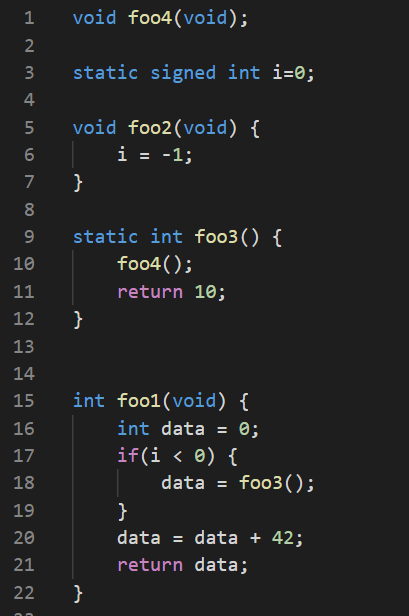 1 void foo4(void);
2
3 static signed int i=0;
4
5 void foo2(void) {
6     i = -1;
7 }
8
9 static int foo3() {
10     foo4();
11     return 10;
12 }
13
14
15 int foo1(void) {
16     int data = 0;
17     if(i < 0) {
18         data = foo3();
19     }
20     data = data + 42;
21     return data;
22 }